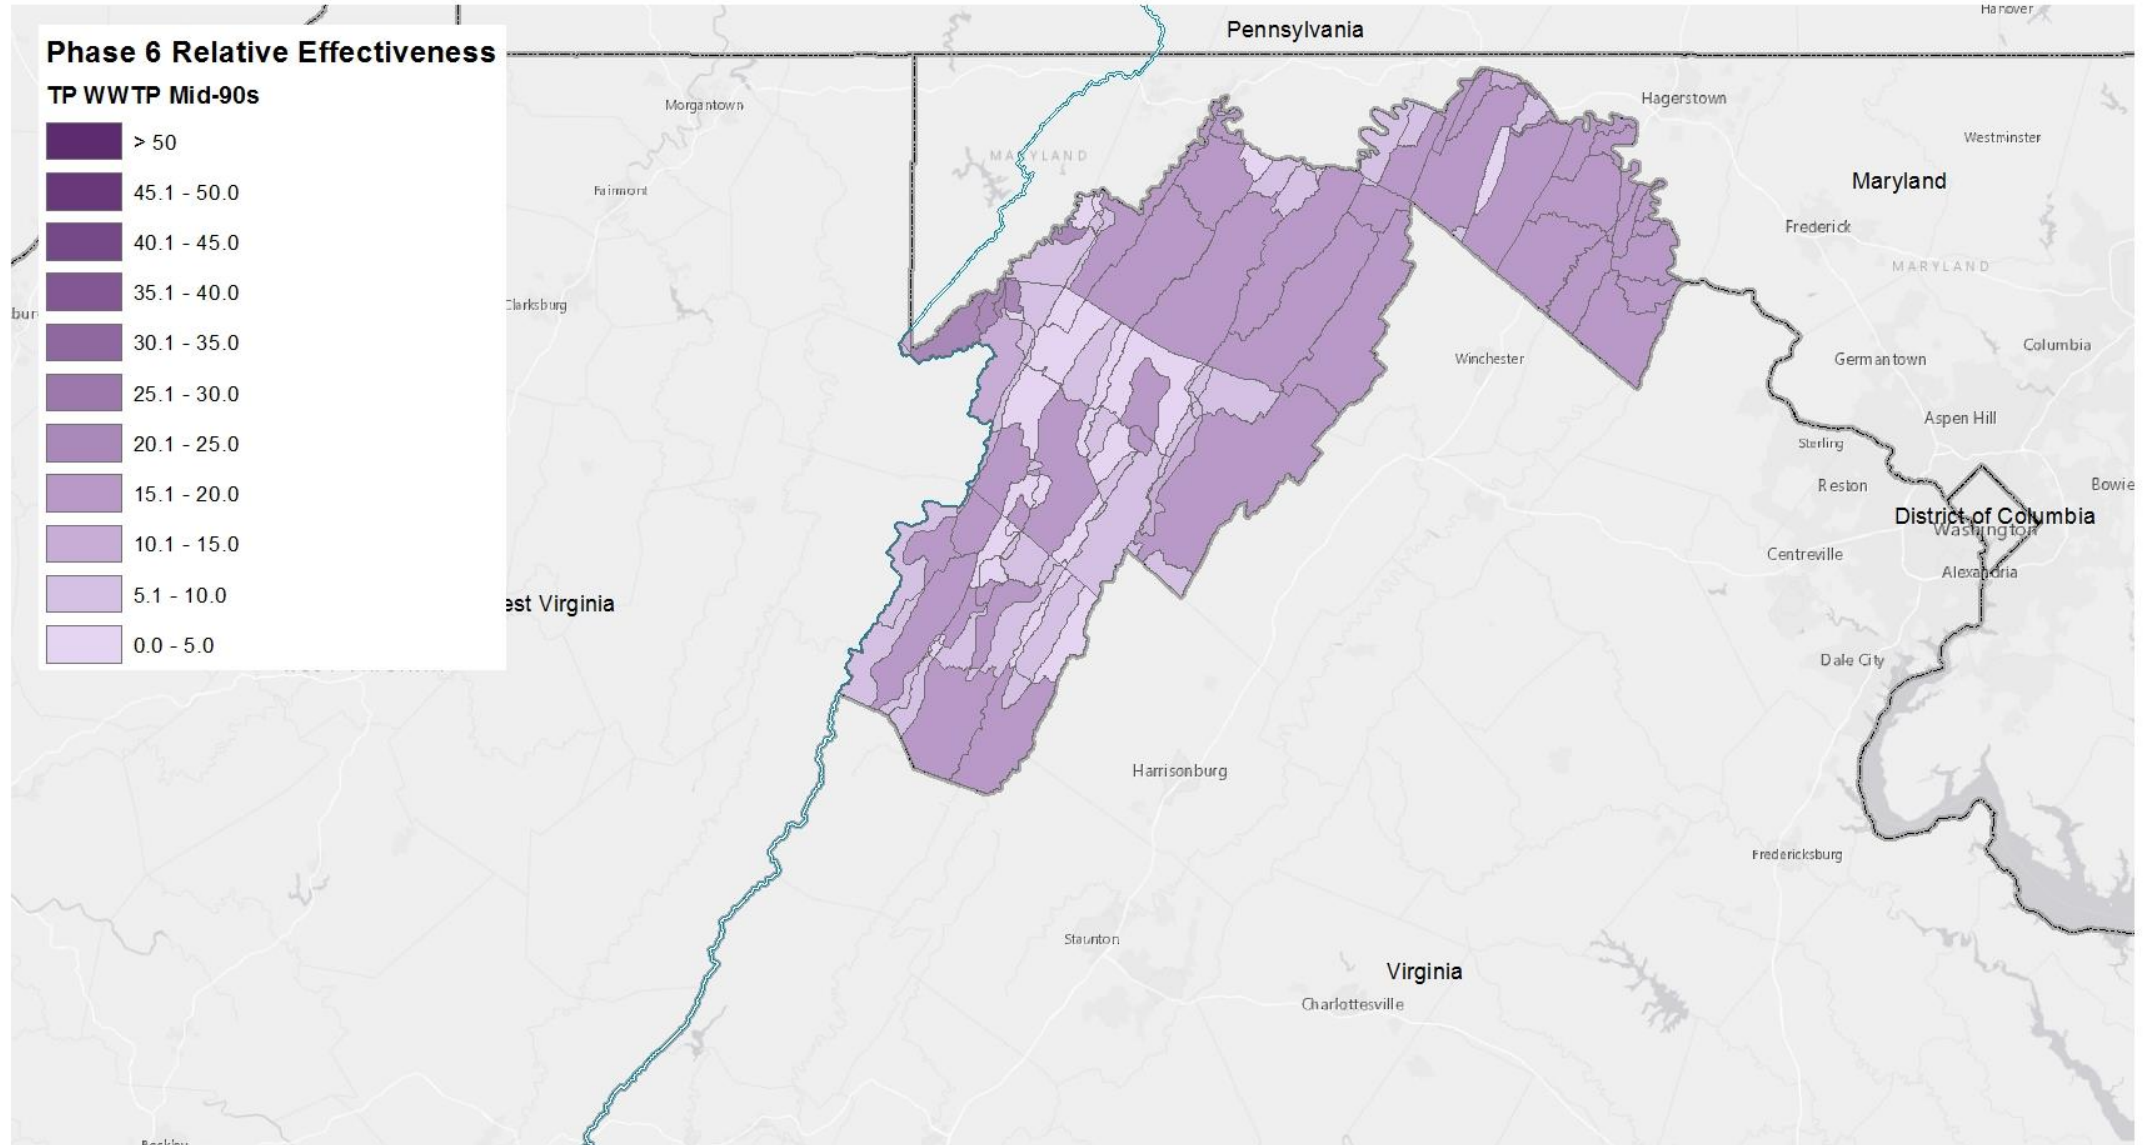 Phase 6 Relative Effectiveness
TP WWTP Mid-90s
> 50
45.1 - 50.0
40.1 - 45.0
35.1 - 40.0
30.1 - 35.0
25.1 - 30.0
20.1 - 25.0
15.1 - 20.0
10.1 - 15.0
5.1 - 10.0
0.0 - 5.0
Pennsylvania
Hanover
Morgantown
Hagerstown
Westminster
MARYLAND
Fairmont
Maryland
Frederick
MARYLAND
Clarksburg
bur
Winchester
Germantown
Columbia
Aspen Hill
Sterling
Reston
Bowie
District of Columbia
Washington
Centreville
Alexandria
est Virginia
Dale City
Harrisonburg
Fredericksburg
Staunton
Virginia
Charlottesville